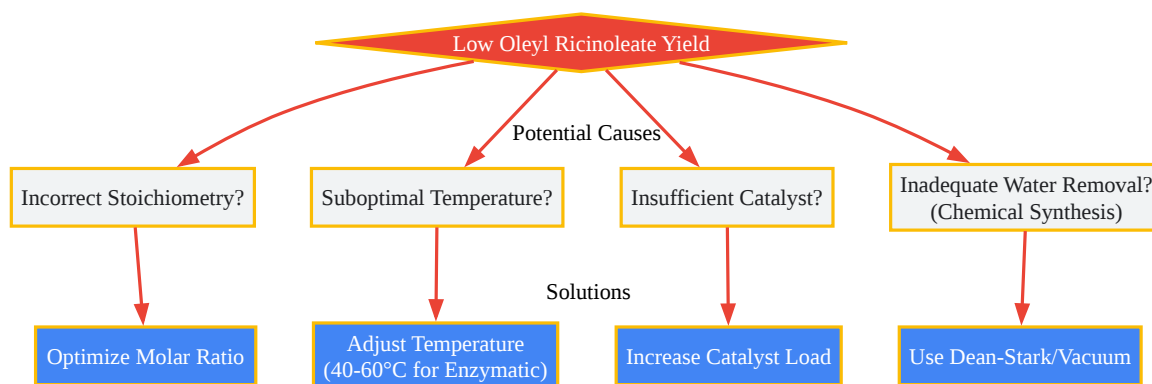 Low Oleyl Ricinoleate Yield
Potential Causes
Incorrect Stoichiometry?
Suboptimal Temperature?
Insufficient Catalyst?
Inadequate Water Removal?
(Chemical Synthesis)
Solutions
Optimize Molar Ratio
Adjust Temperature
(40-60°C for Enzymatic)
Increase Catalyst Load
Use Dean-Stark/Vacuum